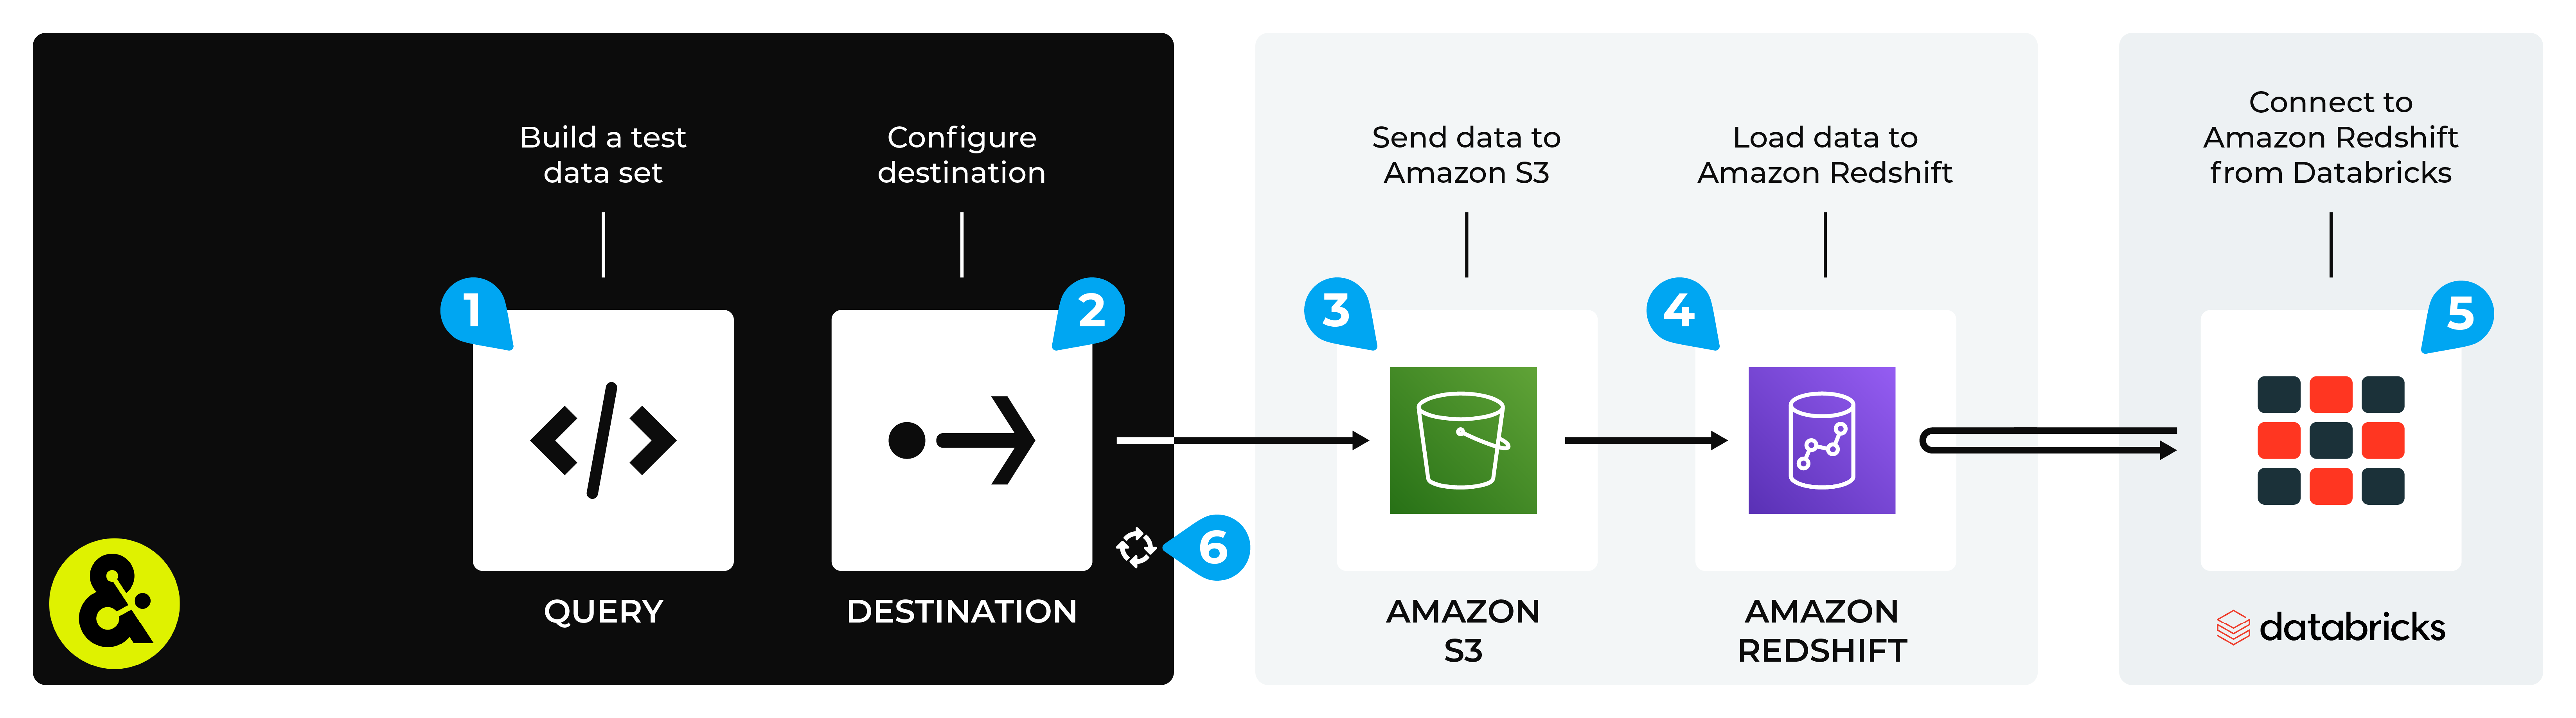 Build a test
data set
1
QUERY
Configure
destination
2
DESTINATION
6
Send data to
Amazon S3
3
AMAZON
S3
Load data to
Amazon Redshift
4
AMAZON
REDSHIFT
Connect to
Amazon Redshift
from Databricks
5
databricks
&